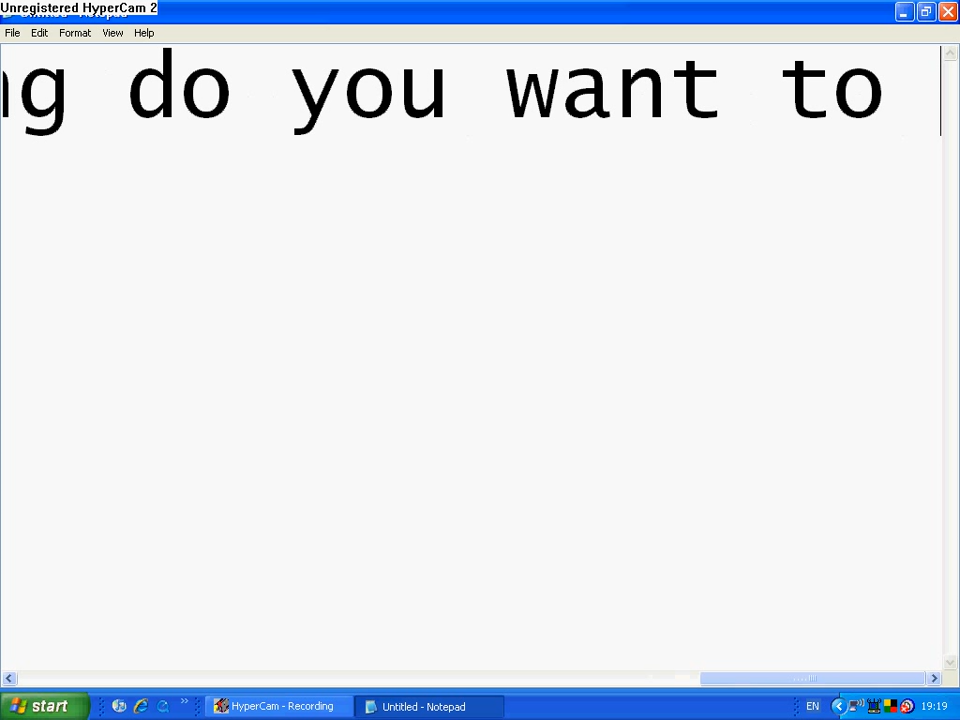 Unregistered HyperCam 2
File Edit Format View Help
ng do you want to
start
HyperCam - Recording
Untitled - Notepad
EN
19:19